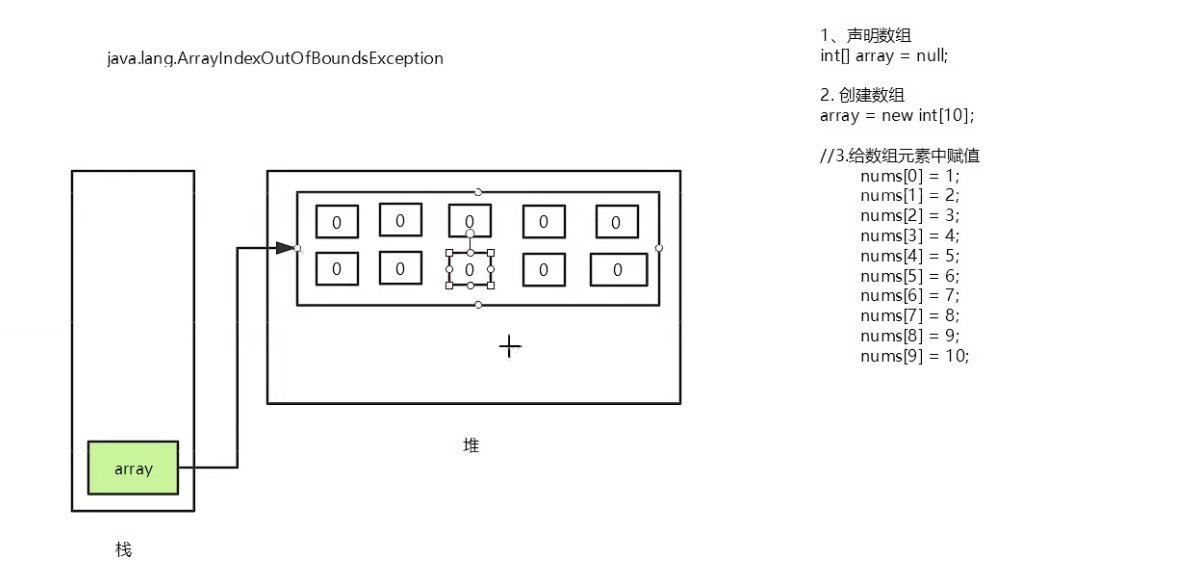 java.lang.ArrayIndexOutOfBoundsException
1、声明数组
int[] array = null;
2. 创建数组
array = new int[10];
//3.给数组元素中赋值
nums[0] = 1;
nums[1] = 2;
nums[2] = 3;
nums[3] = 4;
nums[4] = 5;
nums[5] = 6;
nums[6] = 7;
nums[7] = 8;
nums[8] = 9;
nums[9] = 10;
0 0 0 0 0
0 0 0 0 0
堆
array
栈